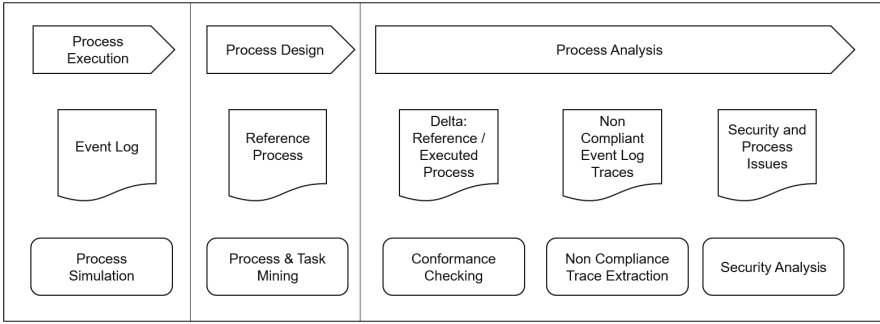 Process
Execution
Process Design
Process Analysis
Event Log
Reference
Process
Delta:
Reference /
Executed
Process
Non
Compliant
Event Log
Traces
Security and
Process
Issues
Process
Simulation
Process & Task
Mining
Conformance
Checking
Non Compliance
Trace Extraction
Security Analysis